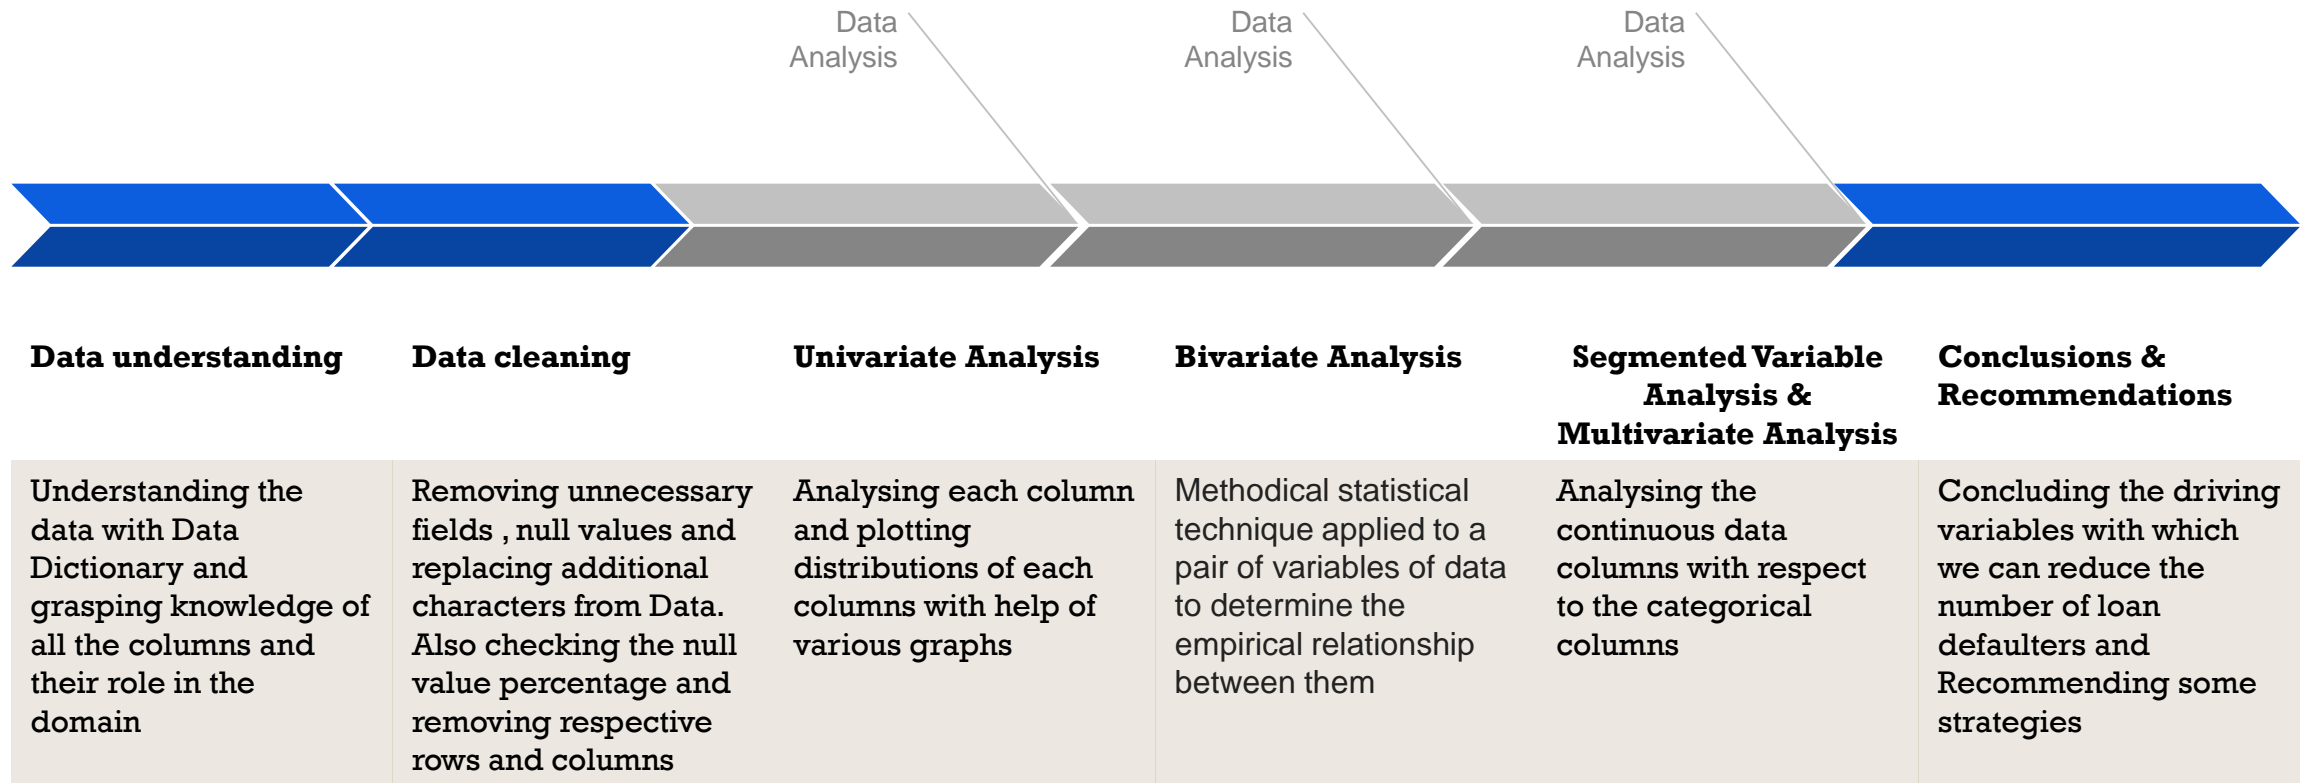 Data
Analysis
Data
Analysis
Data
Analysis
Data understanding
Data cleaning
Univariate Analysis
Bivariate Analysis
Segmented Variable
Analysis &
Multivariate Analysis
Conclusions &
Recommendations
Understanding the
data with Data
Dictionary and
grasping knowledge of
all the columns and
their role in the
domain
Removing unnecessary
fields , null values and
replacing additional
characters from Data.
Also checking the null
value percentage and
removing respective
rows and columns
Analysing each column
and plotting
distributions of each
columns with help of
various graphs
Methodical statistical
technique applied to a
pair of variables of data
to determine the
empirical relationship
between them
Analysing the
continuous data
columns with respect
to the categorical
columns
Concluding the driving
variables with which
we can reduce the
number of loan
defaulters and
Recommending some
strategies